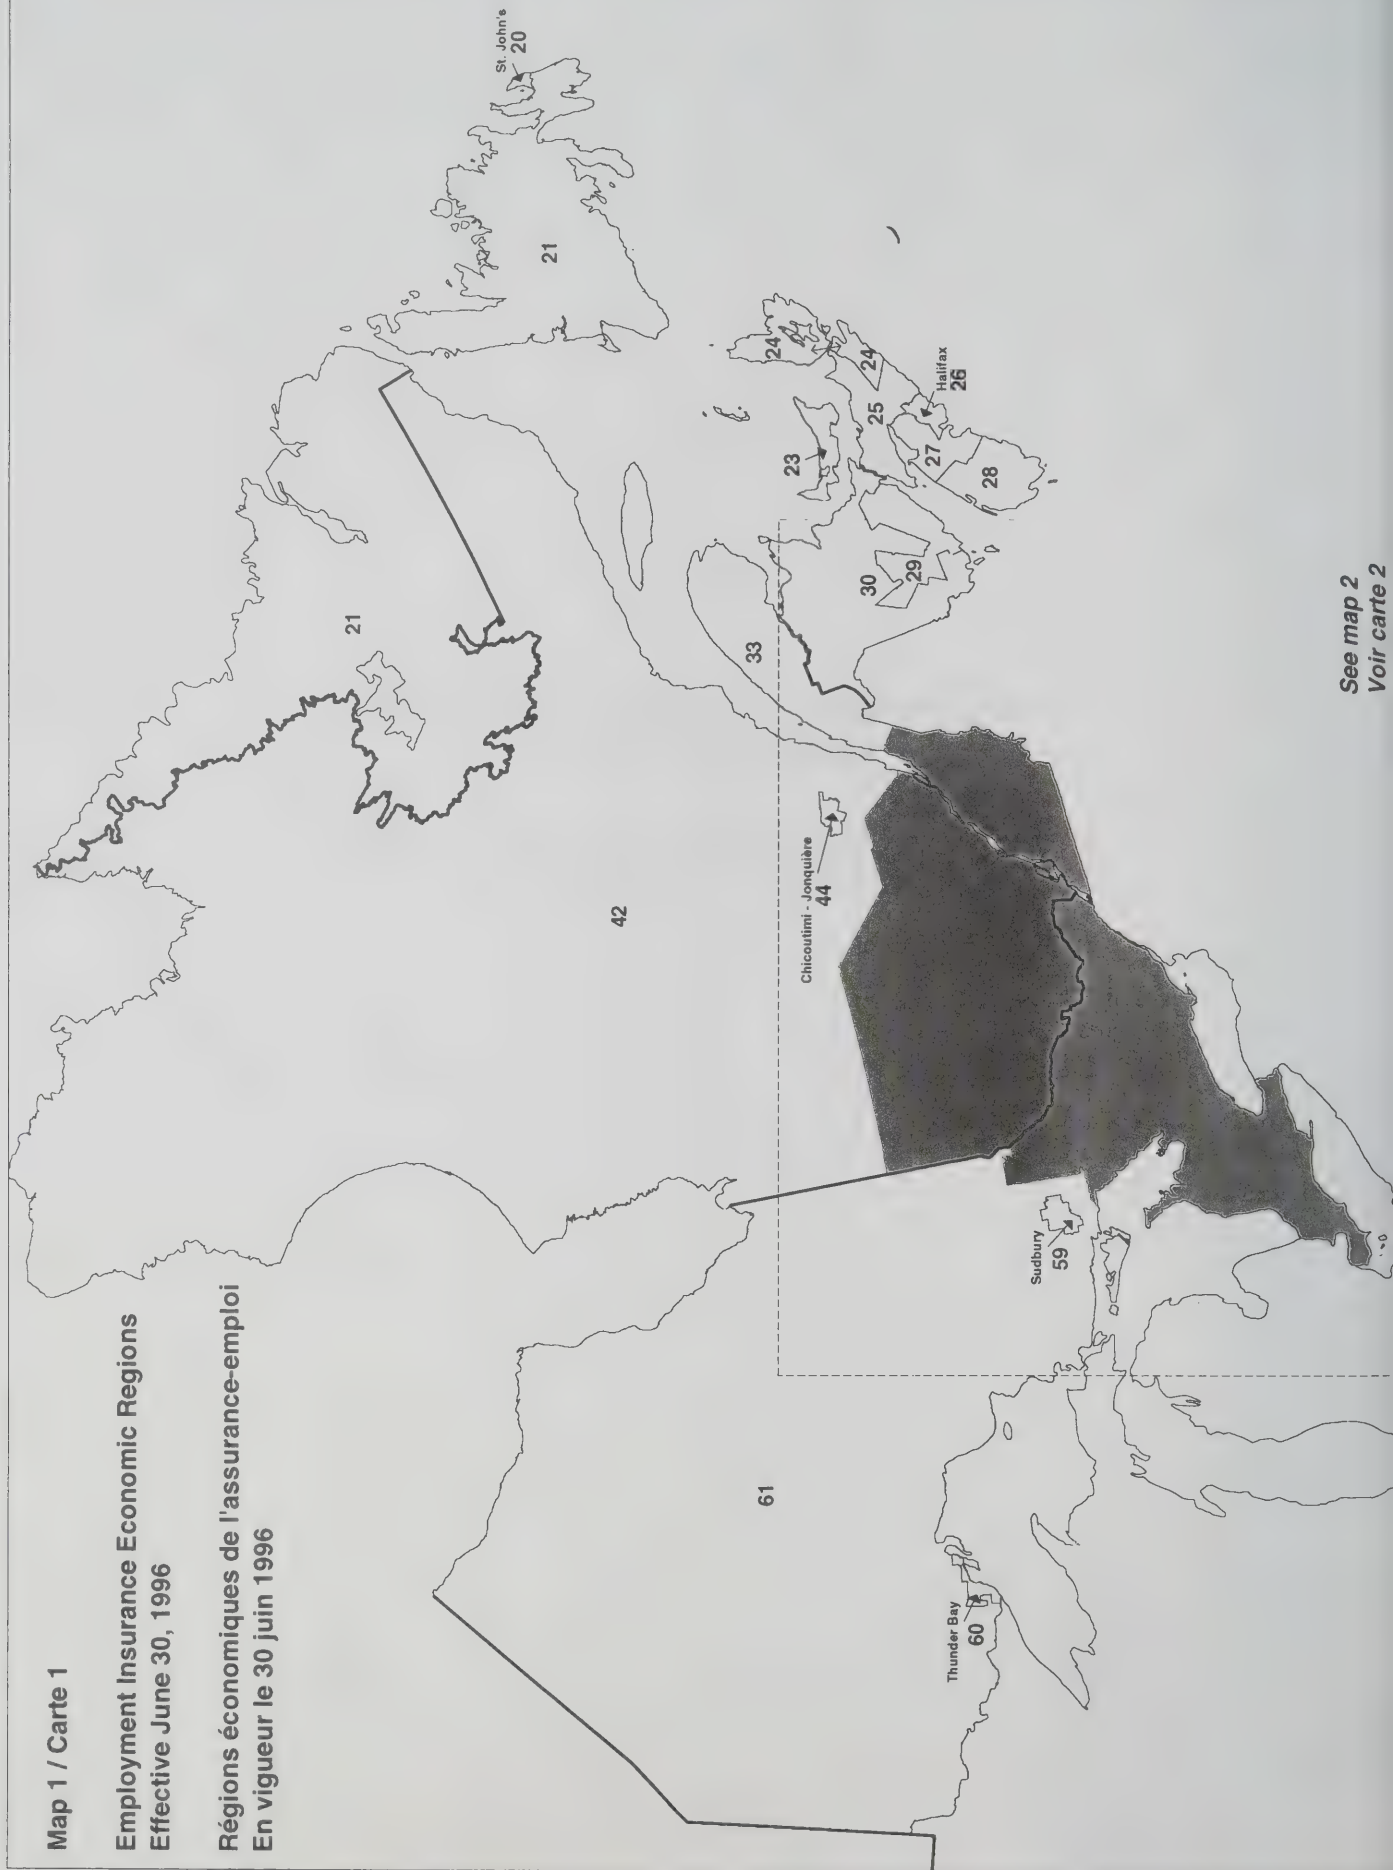 Map 1 / Carte 1
Employment Insurance Economic Regions
Effective June 30, 1996
Régions économiques de l'assurance-emploi
En vigueur le 30 juin 1996
St. John's
20
21
21
42
24
24
23
25
Halifax
26
27
28
30
29
33
Chicoutimi - Jonquière
44
61
Sudbury
59
Thunder Bay
60
See map 2
Voir carte 2